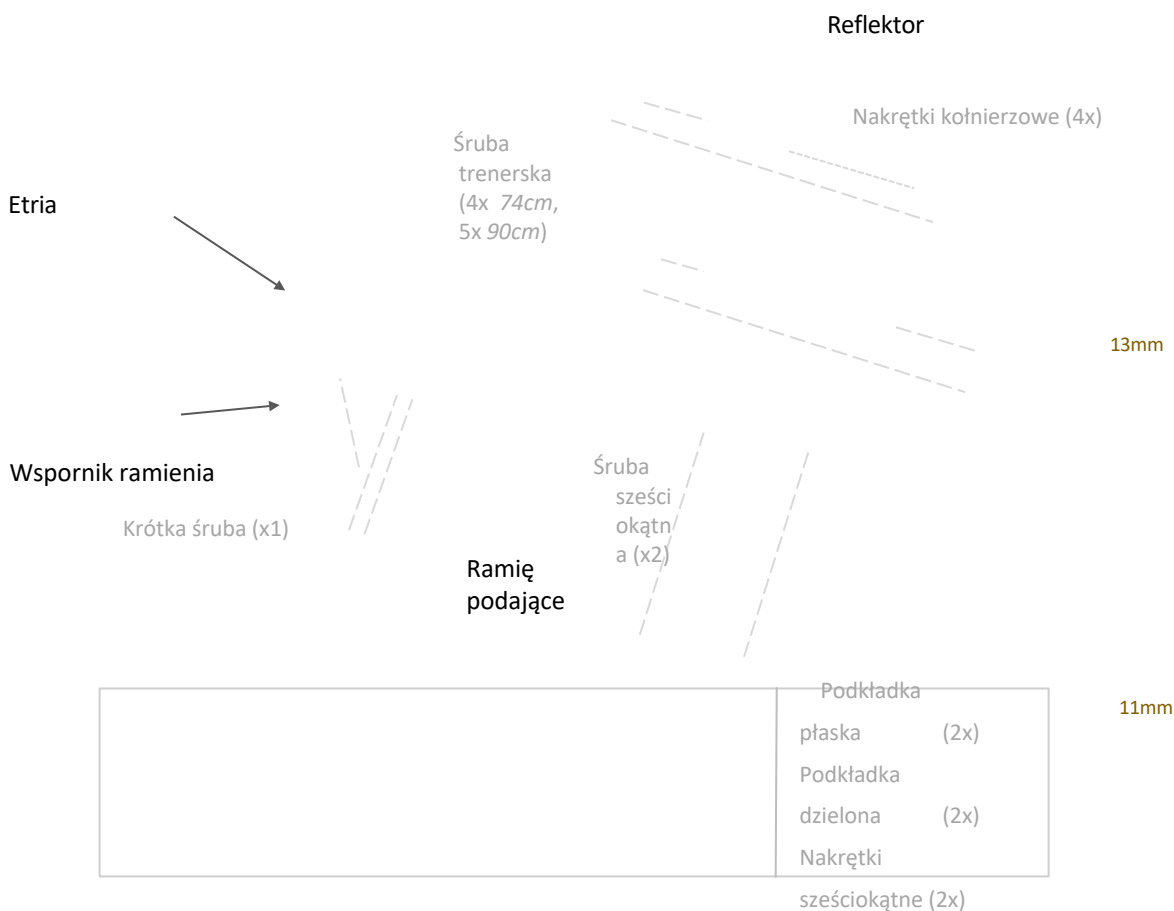 Reflektor
Nakrętki kołnierzowe (4x)
Śruba
trenerska
(4x 74cm,
5x 90cm)
Etria
13mm
Wspornik ramienia
Krótka śruba (x1)
Śruba
sześci
okątn
a (x2)
Ramię
podające
Podkładka
płaska (2x)
Podkładka
dzielona (2x)
Nakrętki
sześciokątne (2x)
11mm